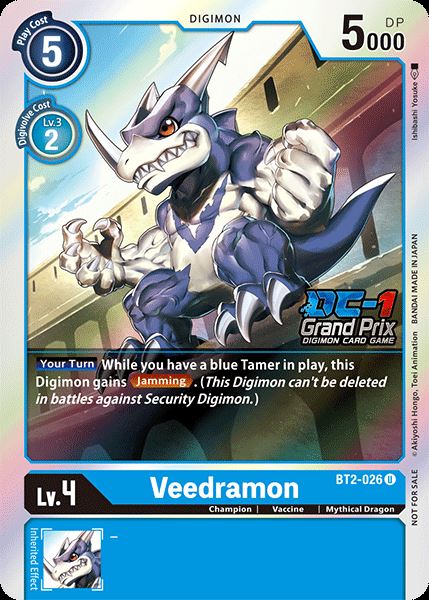 DIGIMON
Play Cost
5
DP
5000
Digivolve Cost
Lv.3
2
Ishibashi Yosuke
DC-1
Grand Prix
DIGIMON CARD GAME
Your Turn While you have a blue Tamer in play, this
Digimon gains Jamming. (This Digimon can't be deleted
in battles against Security Digimon.)
© Akiyoshi Hongo, Toei Animation BANDAI MADE IN JAPAN
NOT FOR SALE
BT2-026 U
Lv.4
Veedramon
Champion | Vaccine | Mythical Dragon
Inherited Effect
–